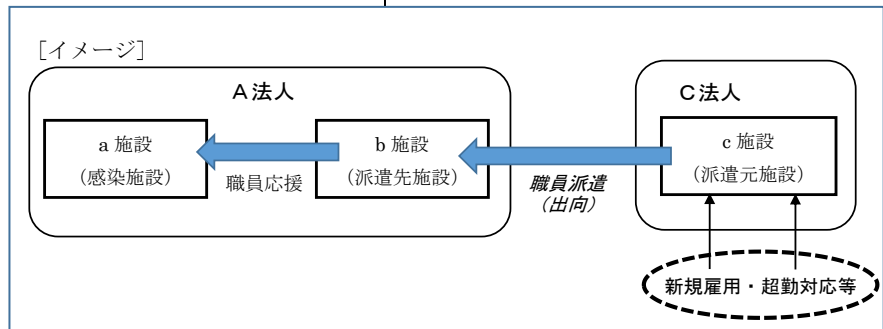 ［イメージ］
A法人
a 施設
（感染施設）
職員応援
b 施設
（派遣先施設）
職員派遣
（出向）
C法人
c 施設
（派遣元施設）
新規雇用・超勤対応等